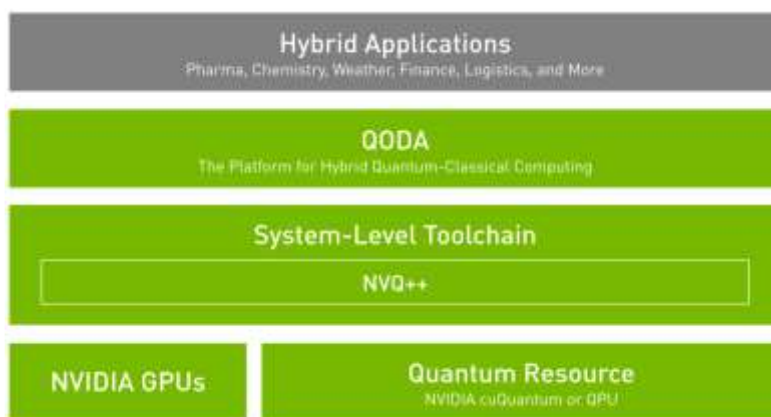 Hybrid Applications
Pharma, Chemistry, Weather, Finance, Logistics, and More
QODA
The Platform for Hybrid Quantum-Classical Computing
System-Level Toolchain
NVQ++
NVIDIA GPUs
Quantum Resource
NVIDIA cuQuantum or QPU